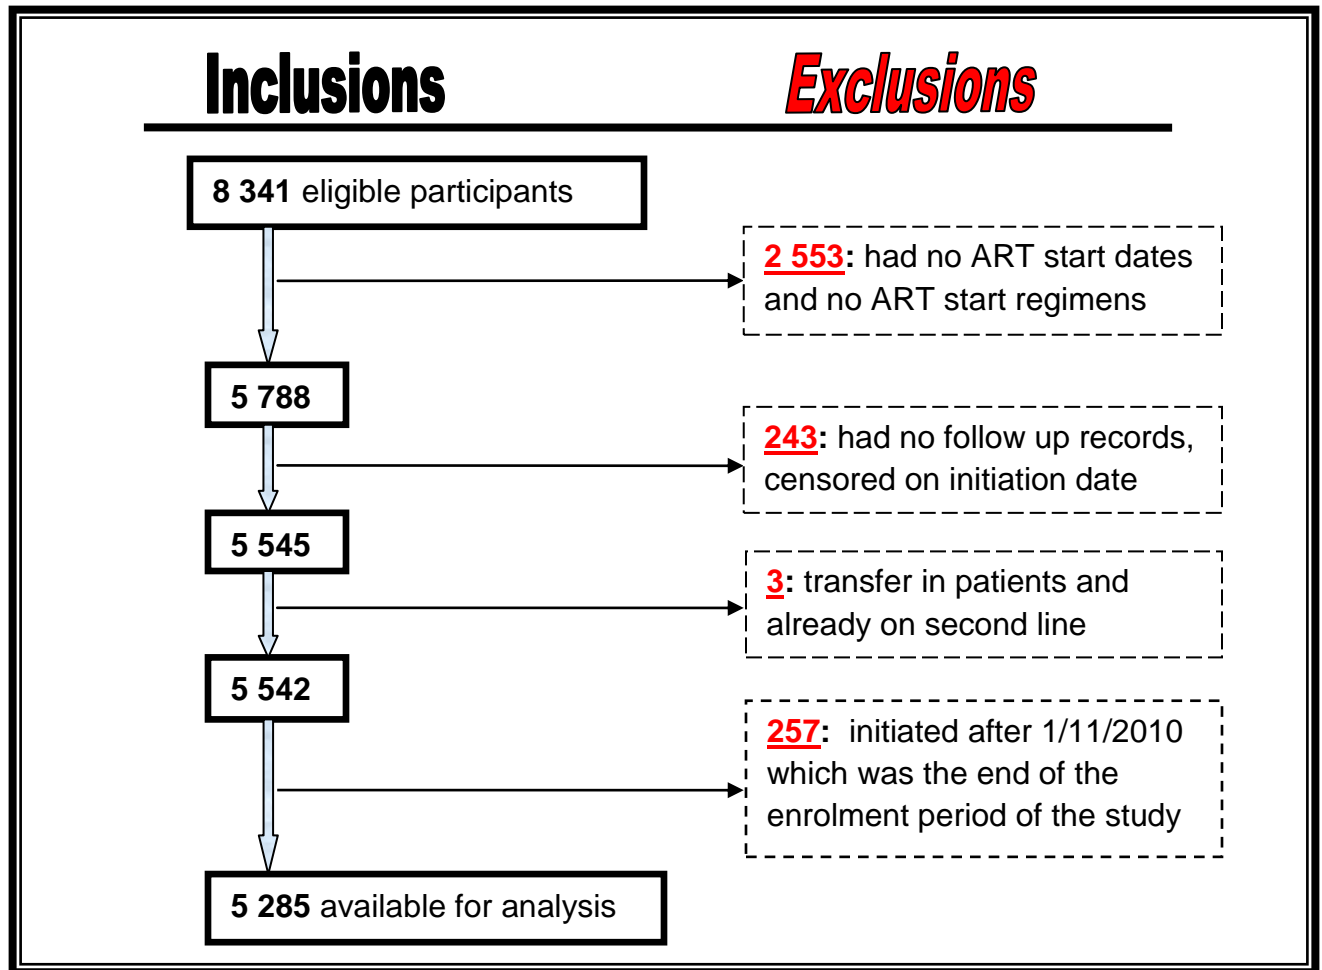 Inclusions
Exclusions
8 341 eligible participants
2 553: had no ART start dates
and no ART start regimens
5 788
243: had no follow up records,
censored on initiation date
5 545
3: transfer in patients and
already on second line
5 542
257:  initiated after 1/11/2010
which was the end of the
enrolment period of the study
5 285 available for analysis